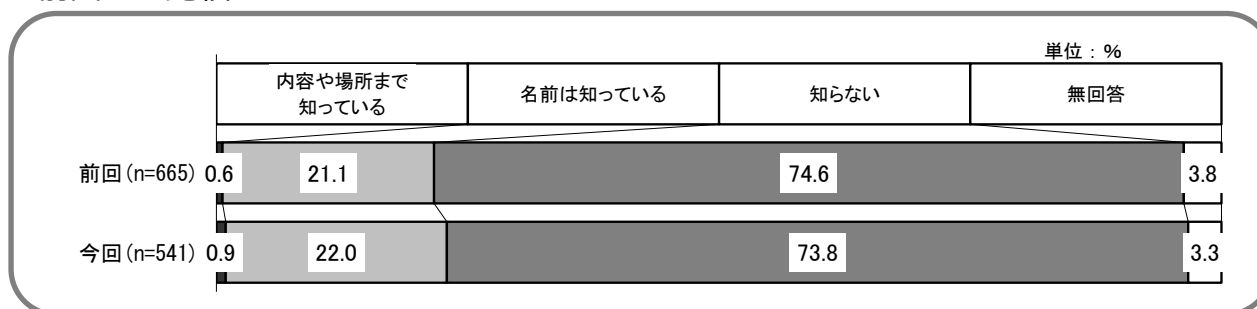 単位：％
内容や場所まで
知っている
名前は知っている
知らない
無回答
前回(n=665) 0.6 21.1 74.6 3.8
今回(n=541) 0.9 22.0 73.8 3.3